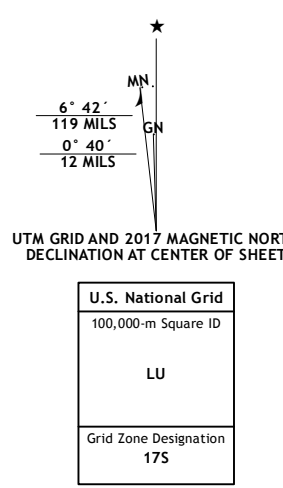 ★
MN
6° 42´
119 MILS
GN
0° 40´
12 MILS
UTM GRID AND 2017 MAGNETIC NORT
DECLINATION AT CENTER OF SHEET
U.S. National Grid
100,000-m Square ID
LU
Grid Zone Designation
17S